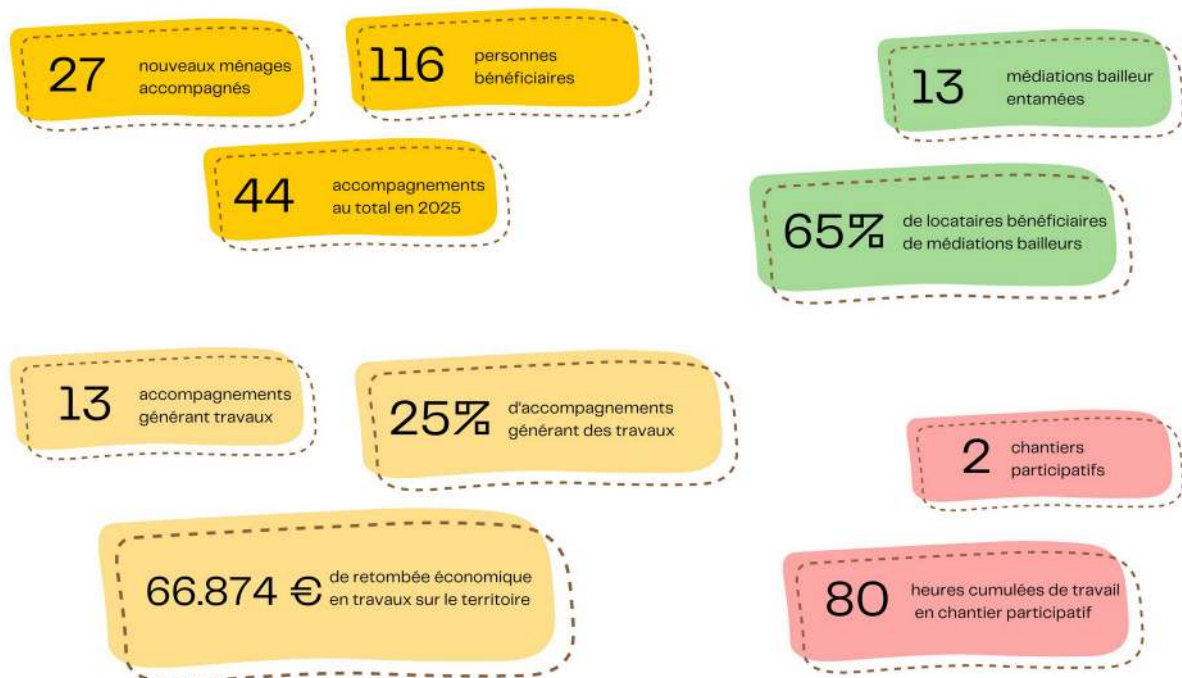 27
nouveaux ménages
accompagnés
116
personnes
bénéficiaires
44
accompagnements
au total en 2025
13
médiations bailleur
entamées
65%
de locataires bénéficiaires
de médiations bailleurs
13
accompagnements
générant travaux
25%
d'accompagnements
générant des travaux
66.874 €
de retombée économique
en travaux sur le territoire
2
chantiers
participatifs
80
heures cumulées de travail
en chantier participatif